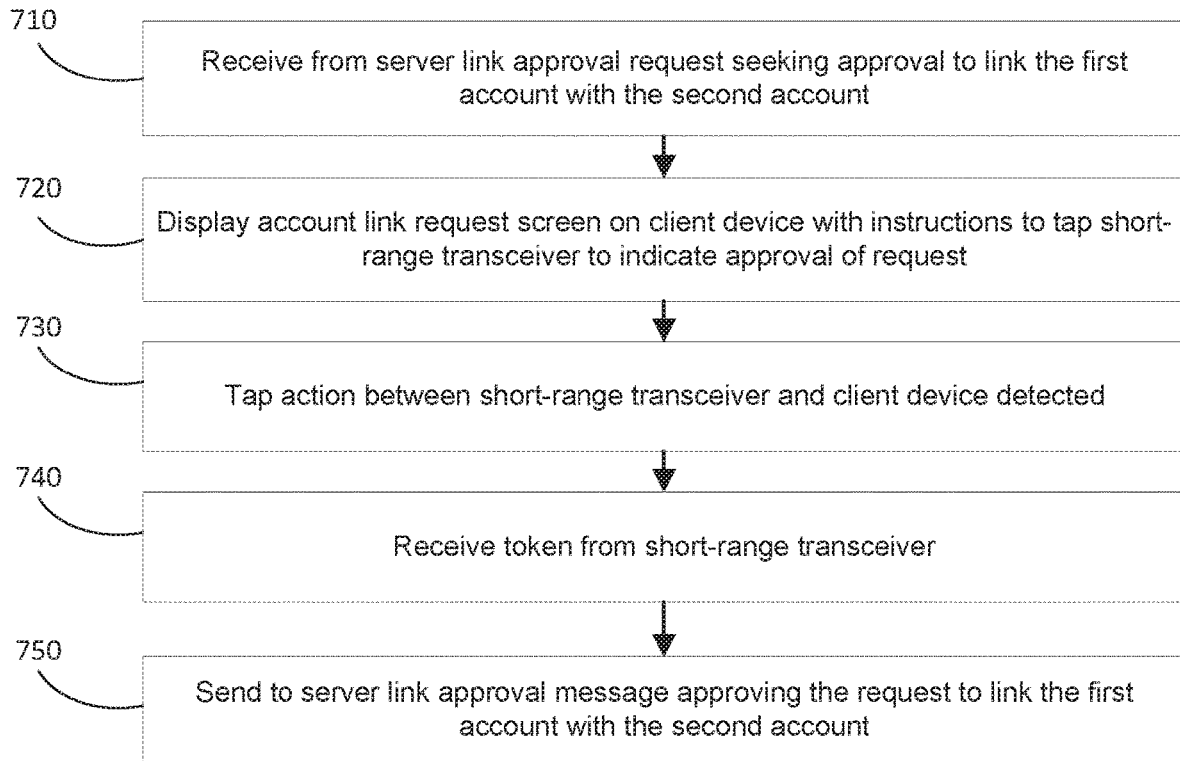 710
Receive from server link approval request seeking approval to link the first
account with the second account
720
Display account link request screen on client device with instructions to tap short-
range transceiver to indicate approval of request
730
Tap action between short-range transceiver and client device detected
740
Receive token from short-range transceiver
750
Send to server link approval message approving the request to link the first
account with the second account